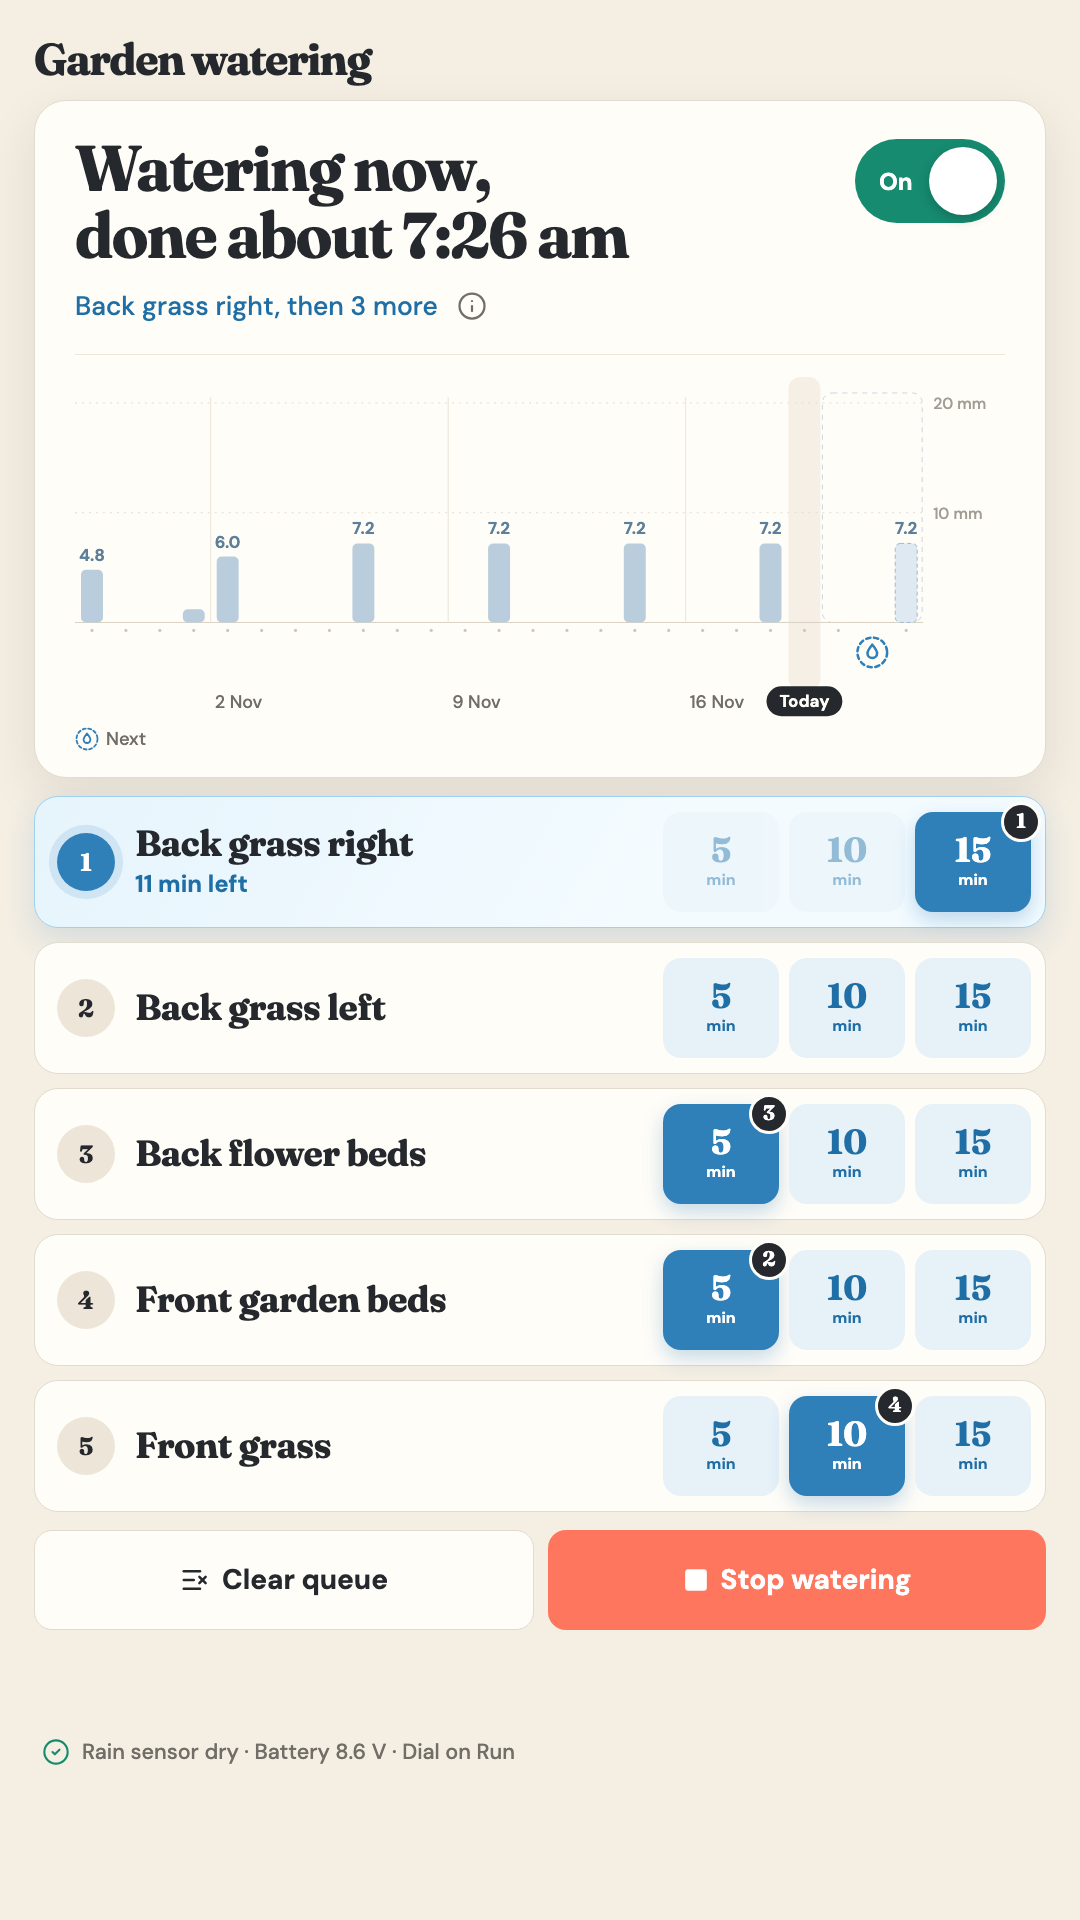 Garden watering
Watering now,
done about 7:26 am
On
Back grass right, then 3 more
20 mm
10 mm
4.8
6.0
7.2
7.2
7.2
7.2
7.2
2 Nov
9 Nov
16 Nov
Today
Next
1
Back grass right
11 min left
5 min
10 min
15 min
1
2
Back grass left
5 min
10 min
15 min
3
Back flower beds
5 min
3
10 min
15 min
4
Front garden beds
5 min
2
10 min
15 min
5
Front grass
5 min
10 min
4
15 min
Clear queue
Stop watering
Rain sensor dry · Battery 8.6 V · Dial on Run